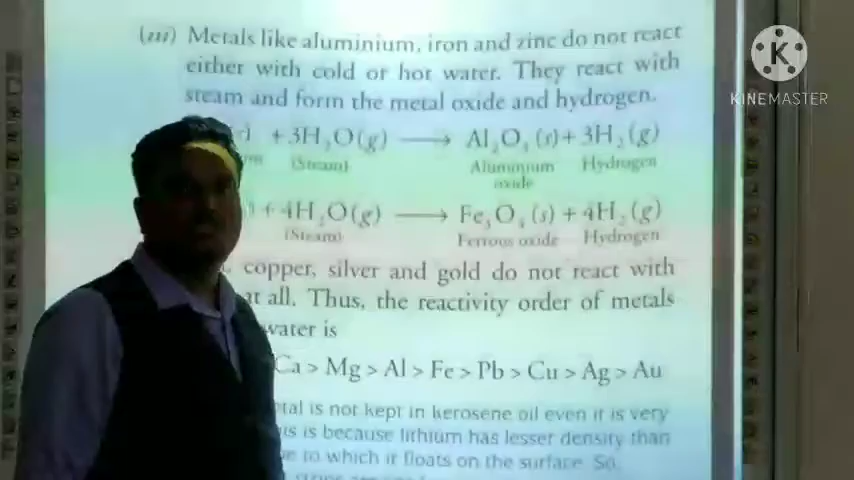 (iii) Metals like aluminium, iron and zinc do not react
either with cold or hot water. They react with
steam and form the metal oxide and hydrogen.
+3H₂O(g) ⟶ Al₂O₃(s)+3H₂(g)
(Steam) Aluminium Hydrogen
oxide
+4H₂O(g) ⟶ Fe₃O₄(s)+4H₂(g)
(Steam) Ferrous oxide Hydrogen
copper, silver and gold do not react with
at all. Thus, the reactivity order of metals
water is
Ca > Mg > Al > Fe > Pb > Cu > Ag > Au
is not kept in kerosene oil even it is very
is because lithium has lesser density than
to which it floats on the surface. So,
K
KINEMASTER